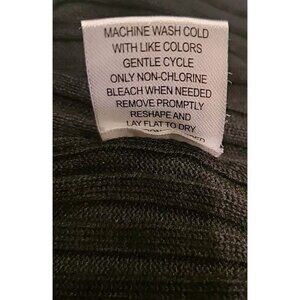 MACHINE WASH COLD
WITH LIKE COLORS
GENTLE CYCLE
ONLY NON-CHLORINE
BLEACH WHEN NEEDED
REMOVE PROMPTLY
RESHAPE AND
LAY FLAT TO DRY